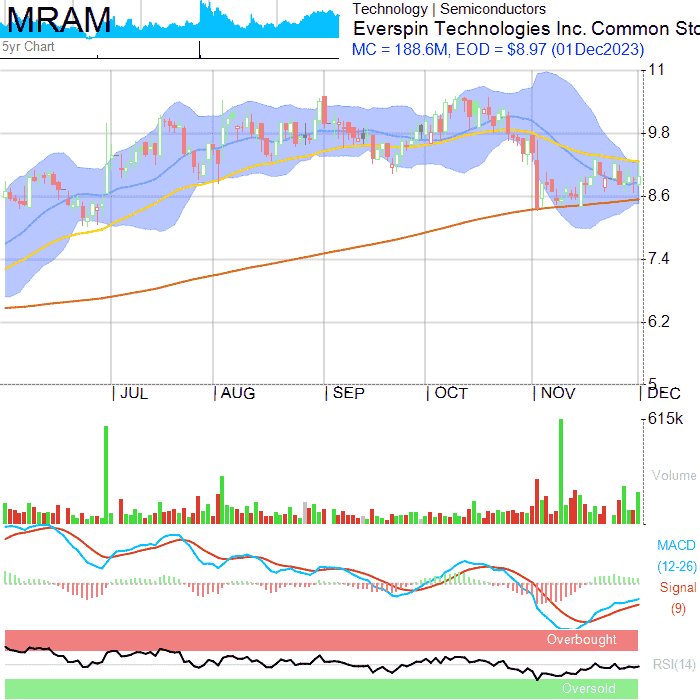 MRAM
Technology | Semiconductors
Everspin Technologies Inc. Common Sto
5yr Chart
MC = 188.6M, EOD = $8.97 (01Dec2023)
11
9.8
8.6
7.4
6.2
5
JUL AUG SEP OCT NOV DEC
615k
Volume
MACD
(12-26)
Signal
(9)
Overbought
RSI(14)
Oversold